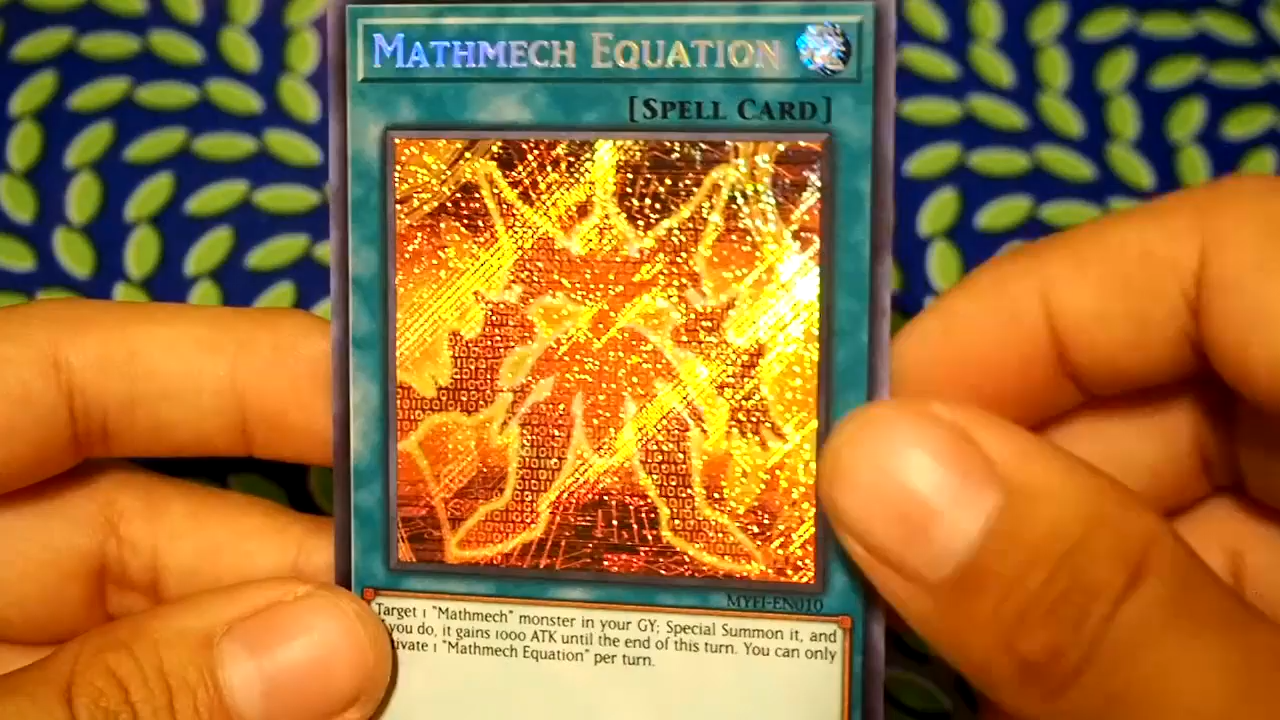 MATHMECH EQUATION
[SPELL CARD]
MYFI-EN010
Target 1 "Mathmech" monster in your GY; Special Summon it, and
you do, it gains 1000 ATK until the end of this turn. You can only
1 "Mathmech Equation" per turn.